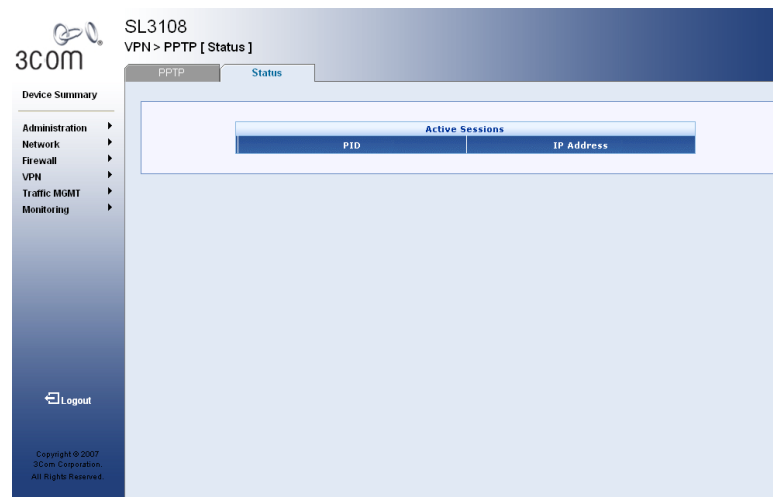 3COM
SL3108
VPN > PPTP [ Status ]
PPTP Status
Device Summary
Administration
Network
Firewall
VPN
Traffic MGMT
Monitoring
Active Sessions
PID IP Address
Logout
Copyright © 2007
3Com Corporation.
All Rights Reserved.